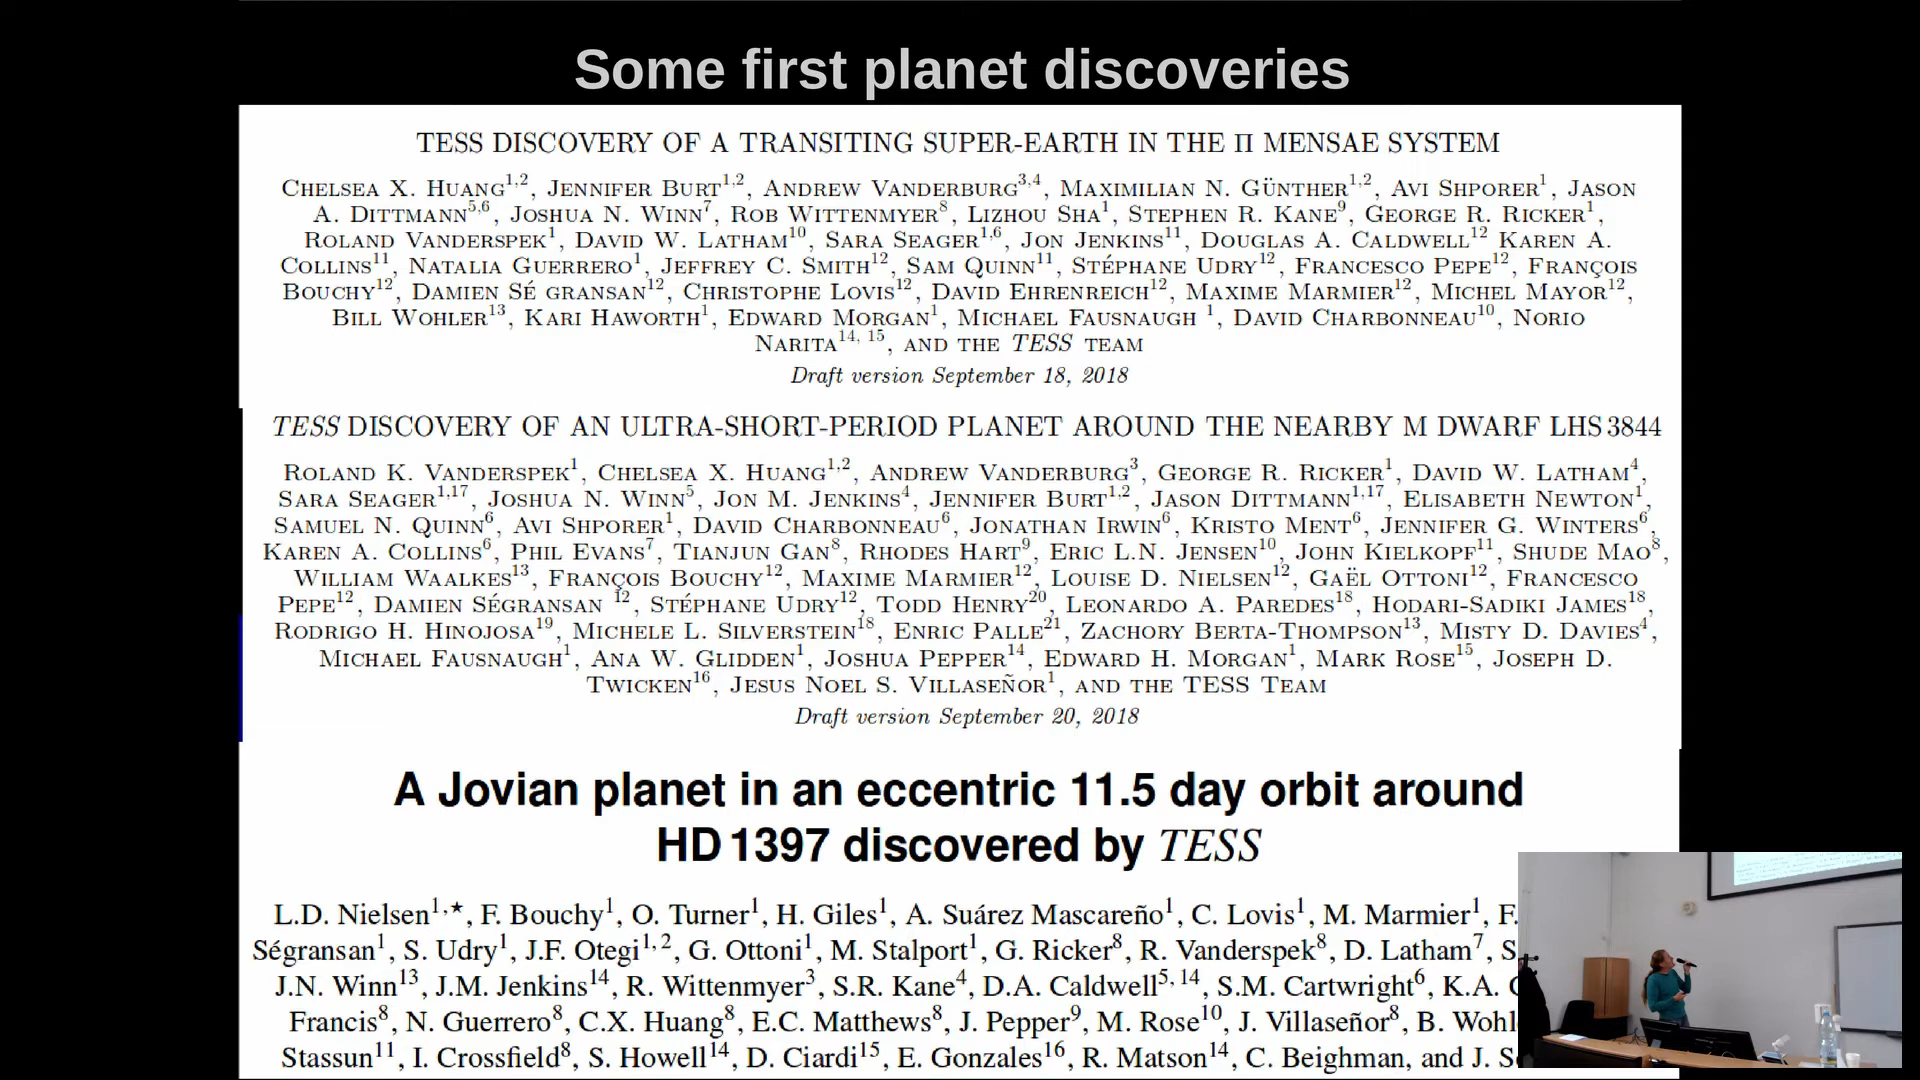 Some first planet discoveries
TESS DISCOVERY OF A TRANSITING SUPER-EARTH IN THE Π MENSAE SYSTEM
CHELSEA X. HUANG1,2, JENNIFER BURT1,2, ANDREW VANDERBURG3,4, MAXIMILIAN N. GÜNTHER1,2, AVI SHPORER1, JASON
A. DITTMANN5,6, JOSHUA N. WINN7, ROB WITTENMYER8, LIZHOU SHA1, STEPHEN R. KANE9, GEORGE R. RICKER1,
ROLAND VANDERSPEK1, DAVID W. LATHAM10, SARA SEAGER1,6, JON JENKINS11, DOUGLAS A. CALDWELL12 KAREN A.
COLLINS11, NATALIA GUERRERO1, JEFFREY C. SMITH12, SAM QUINN11, STÉPHANE UDRY12, FRANCESCO PEPE12, FRANÇOIS
BOUCHY12, DAMIEN SÉ GRANSAN12, CHRISTOPHE LOVIS12, DAVID EHRENREICH12, MAXIME MARMIER12, MICHEL MAYOR12,
BILL WOHLER13, KARI HAWORTH1, EDWARD MORGAN1, MICHAEL FAUSNAUGH 1, DAVID CHARBONNEAU10, NORIO
NARITA14, 15, AND THE TESS TEAM
Draft version September 18, 2018
TESS DISCOVERY OF AN ULTRA-SHORT-PERIOD PLANET AROUND THE NEARBY M DWARF LHS 3844
ROLAND K. VANDERSPEK1, CHELSEA X. HUANG1,2, ANDREW VANDERBURG3, GEORGE R. RICKER1, DAVID W. LATHAM4,
SARA SEAGER1,17, JOSHUA N. WINN5, JON M. JENKINS4, JENNIFER BURT1,2, JASON DITTMANN1,17, ELISABETH NEWTON1,
SAMUEL N. QUINN6, AVI SHPORER1, DAVID CHARBONNEAU6, JONATHAN IRWIN6, KRISTO MENT6, JENNIFER G. WINTERS6,
KAREN A. COLLINS6, PHIL EVANS7, TIANJUN GAN8, RHODES HART9, ERIC L.N. JENSEN10, JOHN KIELKOPF11, SHUDE MAO8,
WILLIAM WAALKES13, FRANÇOIS BOUCHY12, MAXIME MARMIER12, LOUISE D. NIELSEN12, GAËL OTTONI12, FRANCESCO
PEPE12, DAMIEN SÉGRANSAN 12, STÉPHANE UDRY12, TODD HENRY20, LEONARDO A. PAREDES18, HODARI-SADIKI JAMES18,
RODRIGO H. HINOJOSA19, MICHELE L. SILVERSTEIN18, ENRIC PALLE21, ZACHORY BERTA-THOMPSON13, MISTY D. DAVIES4,
MICHAEL FAUSNAUGH1, ANA W. GLIDDEN1, JOSHUA PEPPER14, EDWARD H. MORGAN1, MARK ROSE15, JOSEPH D.
TWICKEN16, JESUS NOEL S. VILLASEÑOR1, AND THE TESS TEAM
Draft version September 20, 2018
A Jovian planet in an eccentric 11.5 day orbit around
HD 1397 discovered by TESS
L.D. Nielsen1,★, F. Bouchy1, O. Turner1, H. Giles1, A. Suárez Mascareño1, C. Lovis1, M. Marmier1, F.
Ségransan1, S. Udry1, J.F. Otegi1,2, G. Ottoni1, M. Stalport1, G. Ricker8, R. Vanderspek8, D. Latham7, S.
J.N. Winn13, J.M. Jenkins14, R. Wittenmyer3, S.R. Kane4, D.A. Caldwell5,14, S.M. Cartwright6, K.A.
Francis8, N. Guerrero8, C.X. Huang8, E.C. Matthews8, J. Pepper9, M. Rose10, J. Villaseñor8, B.
Stassun11, I. Crossfield8, S. Howell14, D. Ciardi15, E. Gonzales16, R. Matson14, C. Beighman, and J.